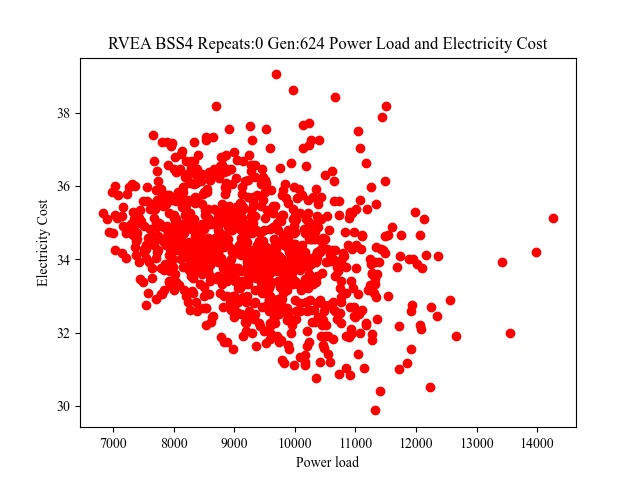 RVEA BSS4 Repeats:0 Gen:624 Power Load and Electricity Cost
38
36
34
32
30
Electricity Cost
7000 8000 9000 10000 11000 12000 13000 14000
Power load